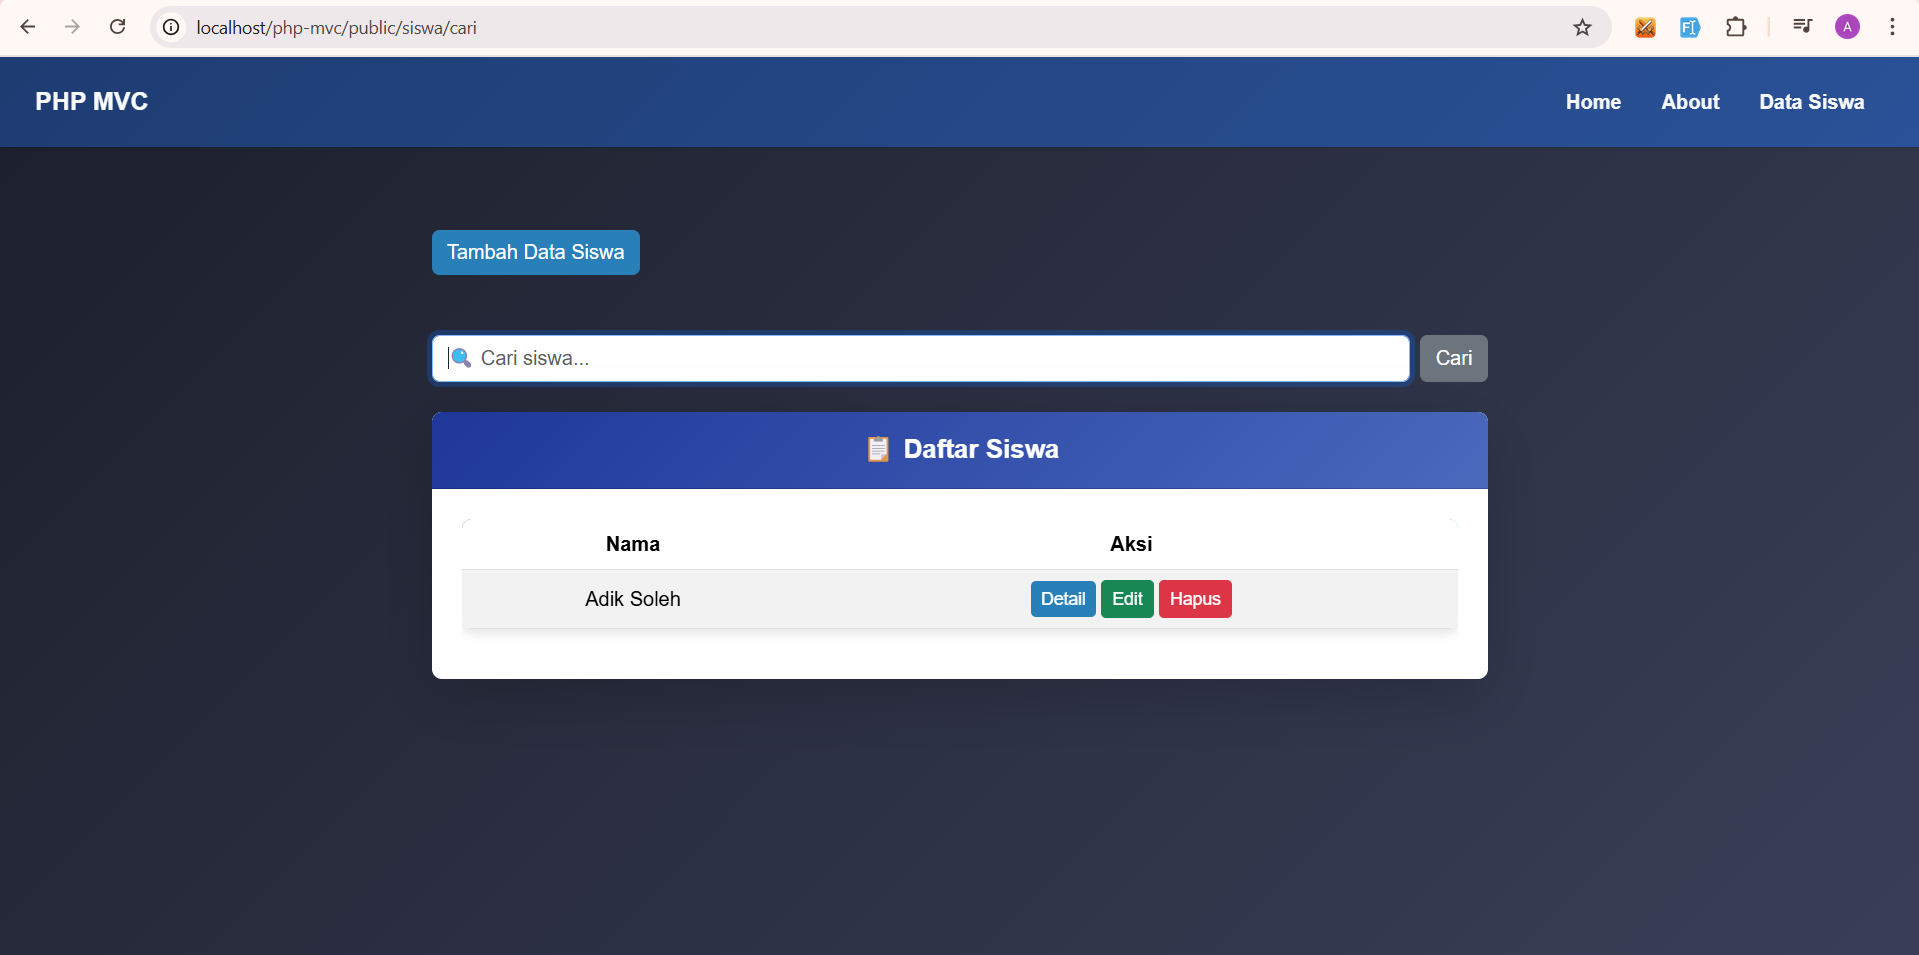 localhost/php-mvc/public/siswa/cari
A
PHP MVC
Home About Data Siswa
Tambah Data Siswa
Cari siswa... Cari
Daftar Siswa
Nama Aksi
Adik Soleh Detail Edit Hapus